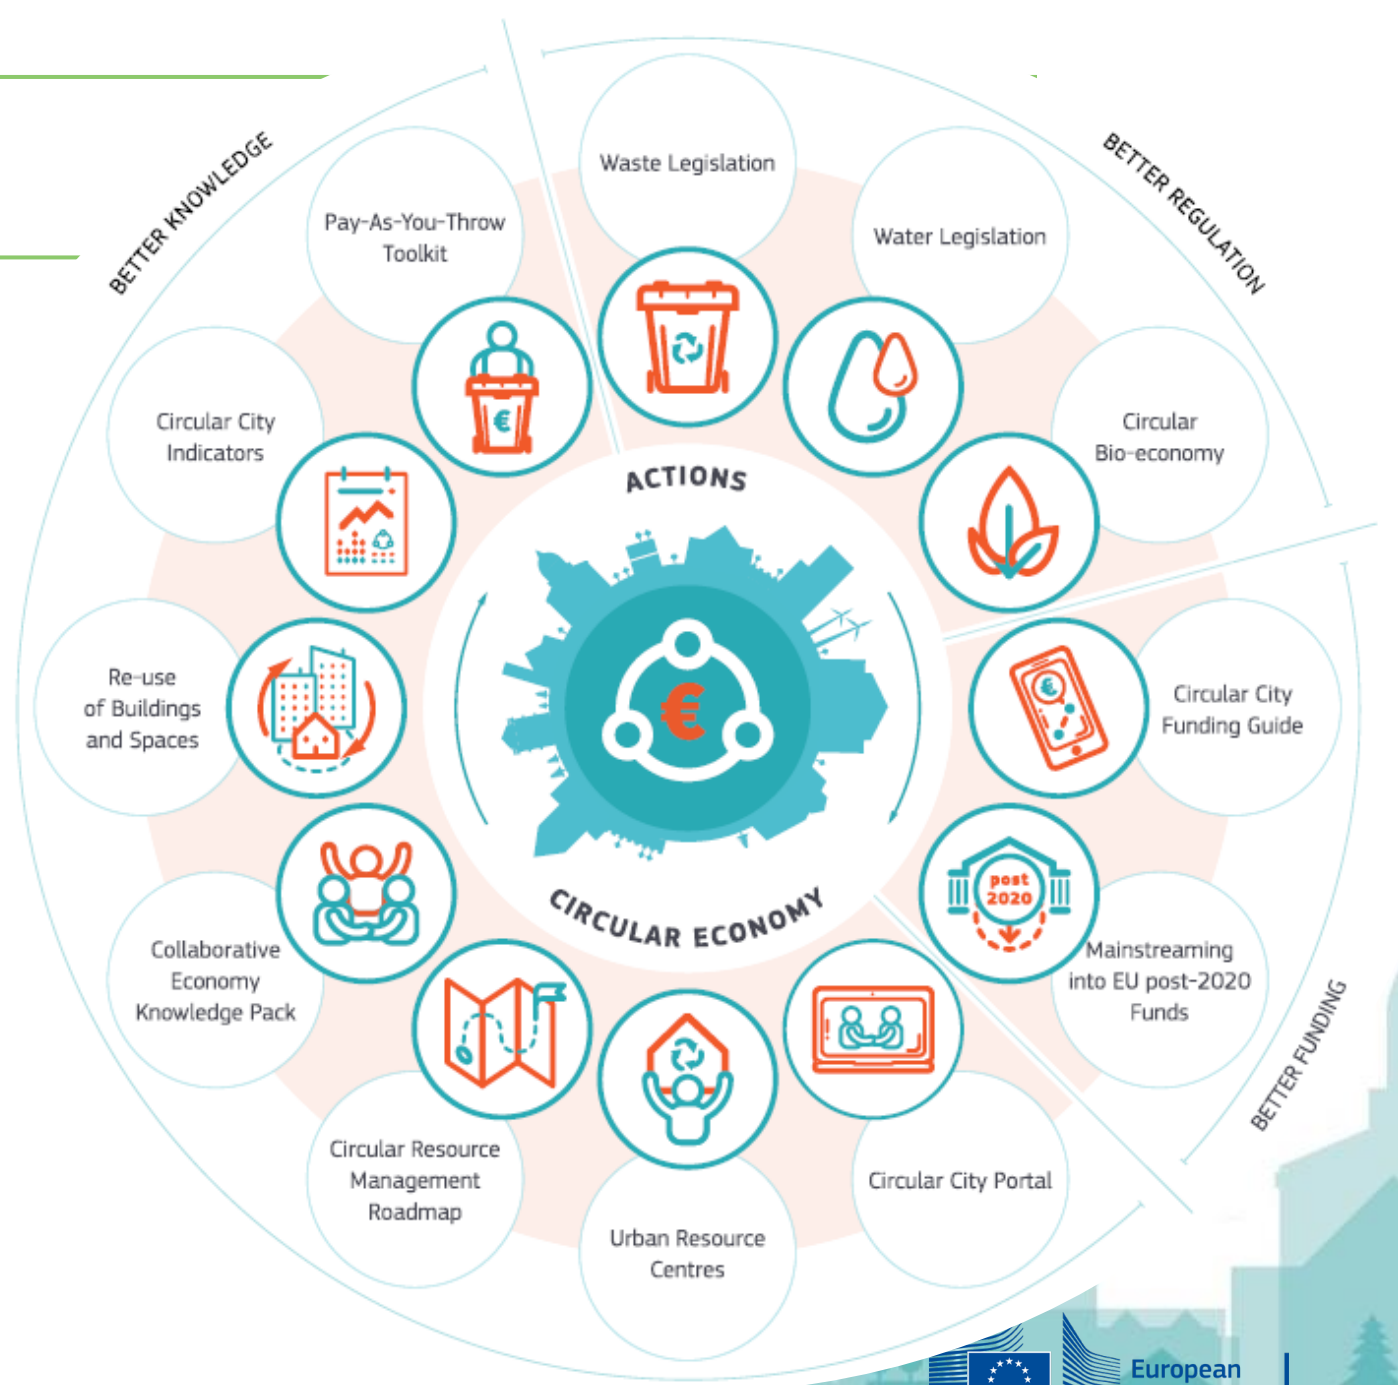 BETTER KNOWLEDGE
BETTER REGULATION
BETTER FUNDING
Waste Legislation
Water Legislation
Circular
Bio-economy
Circular City
Funding Guide
€
post
2020
Mainstreaming
into EU post-2020
Funds
Circular City Portal
Urban Resource
Centres
Circular Resource
Management
Roadmap
Collaborative
Economy
Knowledge Pack
Re-use
of Buildings
and Spaces
Circular City
Indicators
Pay-As-You-Throw
Toolkit
€
ACTIONS
€
CIRCULAR ECONOMY
European